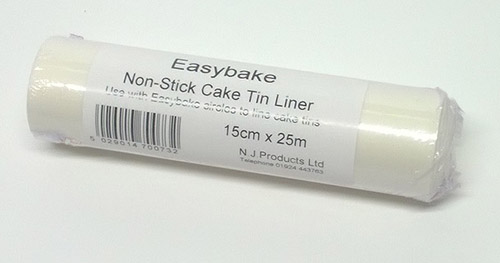 Easybake
Non-Stick Cake Tin Liner
Use with Easybake circles to line cake tins
15cm x 25m
5 029014 700732
N.J.Products Ltd
Telephone 01924 443763